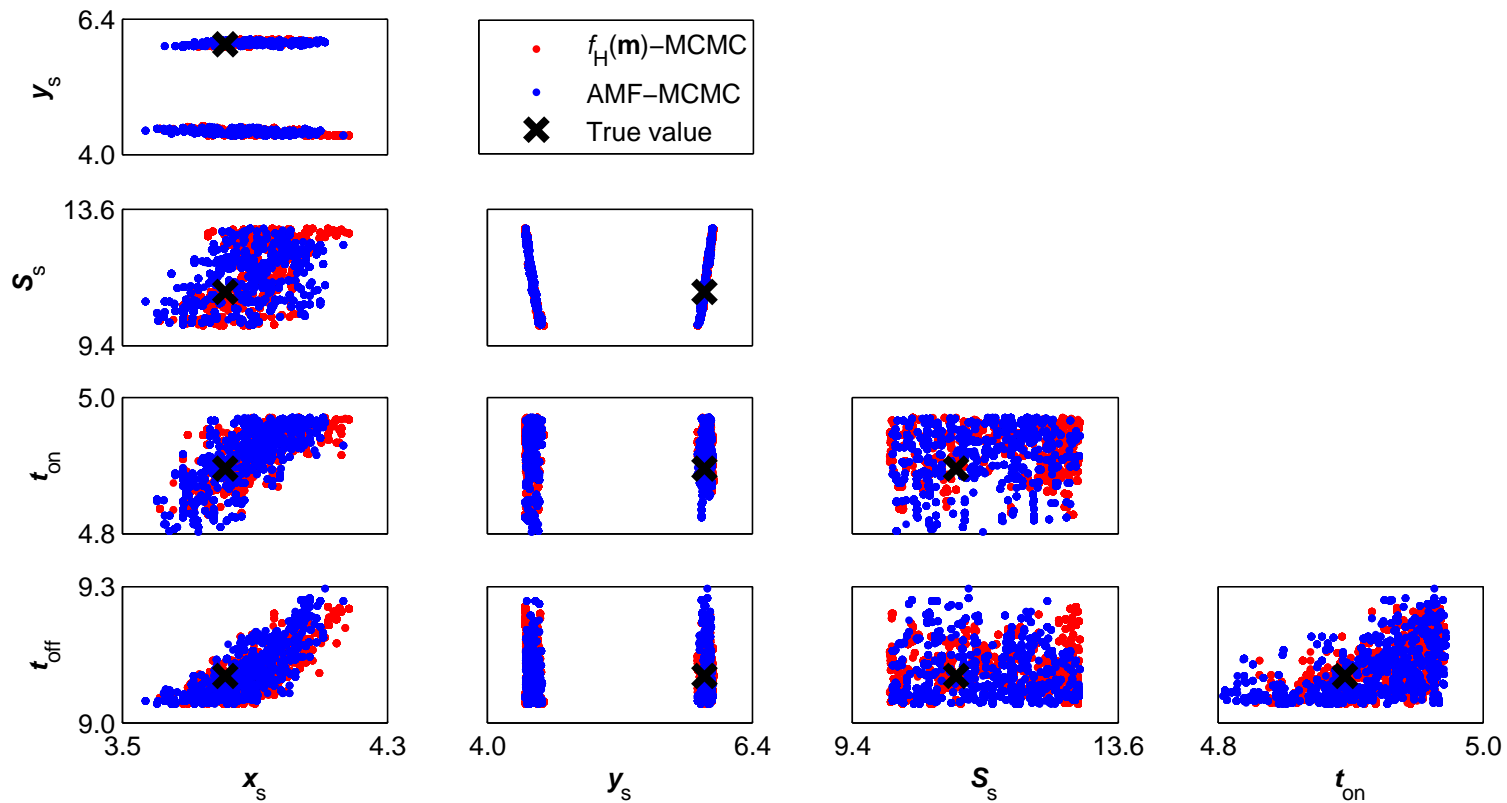 6.4
y_s
4.0
f_H(m)−MCMC
AMF−MCMC
True value
13.6
S_s
9.4
5.0
t_on
4.8
9.3
t_off
9.0
3.5 4.3 4.0 6.4 9.4 13.6 4.8 5.0
x_s y_s S_s t_on